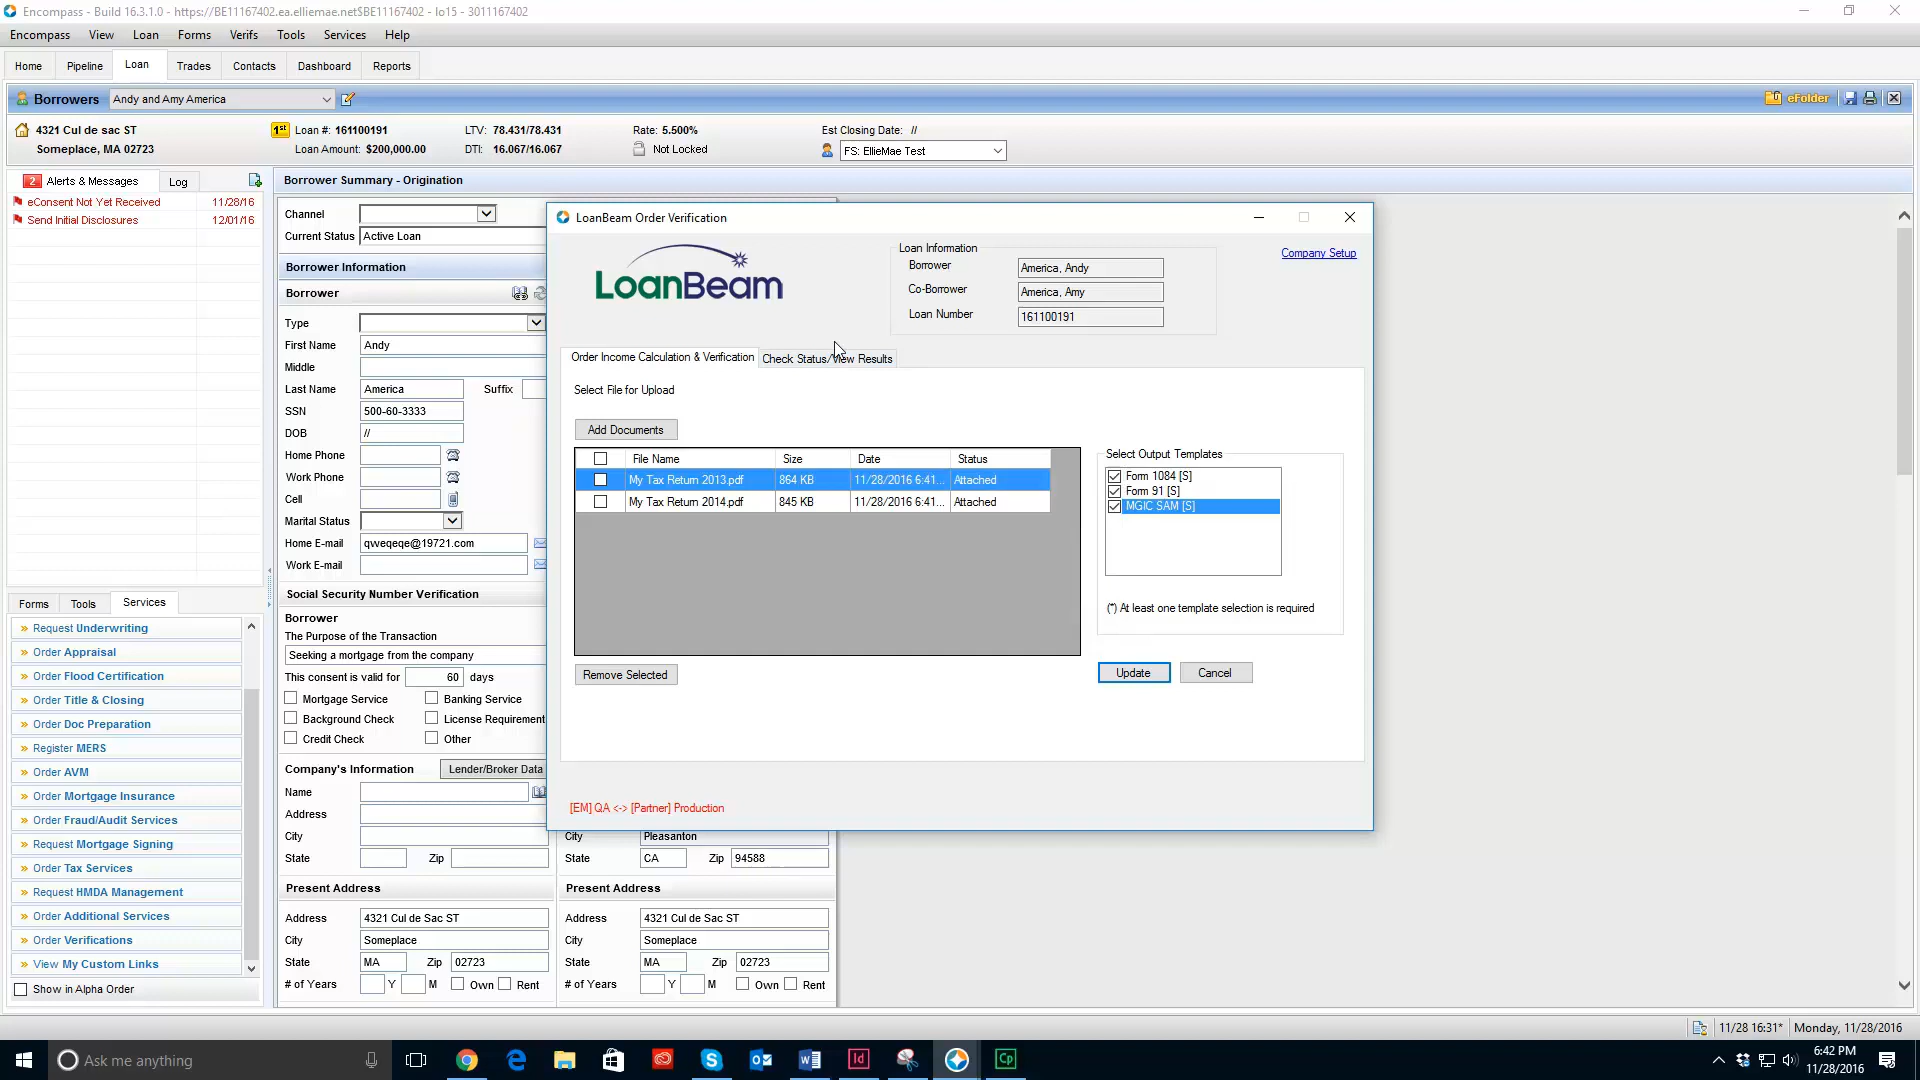 Encompass - Build 16.3.1.0 - https://BE11167402.ea.elliemae.net$BE11167402 - lo15 - 3011167402
Encompass View Loan Forms Verifs Tools Services Help
Home Pipeline Loan Trades Contacts Dashboard Reports
Borrowers Andy and Amy America eFolder
4321 Cul de sac ST
Someplace, MA 02723
1st Loan #: 161100191
Loan Amount: $200,000.00
LTV: 78.431/78.431
DTI: 16.067/16.067
Rate: 5.500%
Not Locked
Est Closing Date: //
FS: EllieMae Test
2 Alerts & Messages Log
eConsent Not Yet Received 11/28/16
Send Initial Disclosures 12/01/16
Forms Tools Services
» Request Underwriting
» Order Appraisal
» Order Flood Certification
» Order Title & Closing
» Order Doc Preparation
» Register MERS
» Order AVM
» Order Mortgage Insurance
» Order Fraud/Audit Services
» Request Mortgage Signing
» Order Tax Services
» Request HMDA Management
» Order Additional Services
» Order Verifications
» View My Custom Links
Show in Alpha Order
Borrower Summary - Origination
Channel
Current Status Active Loan
Borrower Information
Borrower
Type
First Name Andy
Middle
Last Name America Suffix
SSN 500-60-3333
DOB //
Home Phone
Work Phone
Cell
Marital Status
Home E-mail qweqeqe@19721.com
Work E-mail
Social Security Number Verification
Borrower
The Purpose of the Transaction
Seeking a mortgage from the company
This consent is valid for 60 days
Mortgage Service Banking Service
Background Check License Requirement
Credit Check Other
Company's Information Lender/Broker Data
Name
Address
City
State Zip
Present Address
Address 4321 Cul de Sac ST
City Someplace
State MA Zip 02723
# of Years Y M Own Rent
City Pleasanton
State CA Zip 94588
Present Address
Address 4321 Cul de Sac ST
City Someplace
State MA Zip 02723
# of Years Y M Own Rent
LoanBeam Order Verification
LoanBeam
Loan Information
Borrower America, Andy
Co-Borrower America, Amy
Loan Number 161100191
Company Setup
Order Income Calculation & Verification Check Status/View Results
Select File for Upload
Add Documents
File Name Size Date Status
My Tax Return 2013.pdf 864 KB 11/28/2016 6:41... Attached
My Tax Return 2014.pdf 845 KB 11/28/2016 6:41... Attached
Remove Selected
Select Output Templates
Form 1084 [S]
Form 91 [S]
MGIC SAM [S]
(*) At least one template selection is required
Update Cancel
[EM] QA <-> [Partner] Production
11/28 16:31* Monday, 11/28/2016
Ask me anything
6:42 PM
11/28/2016